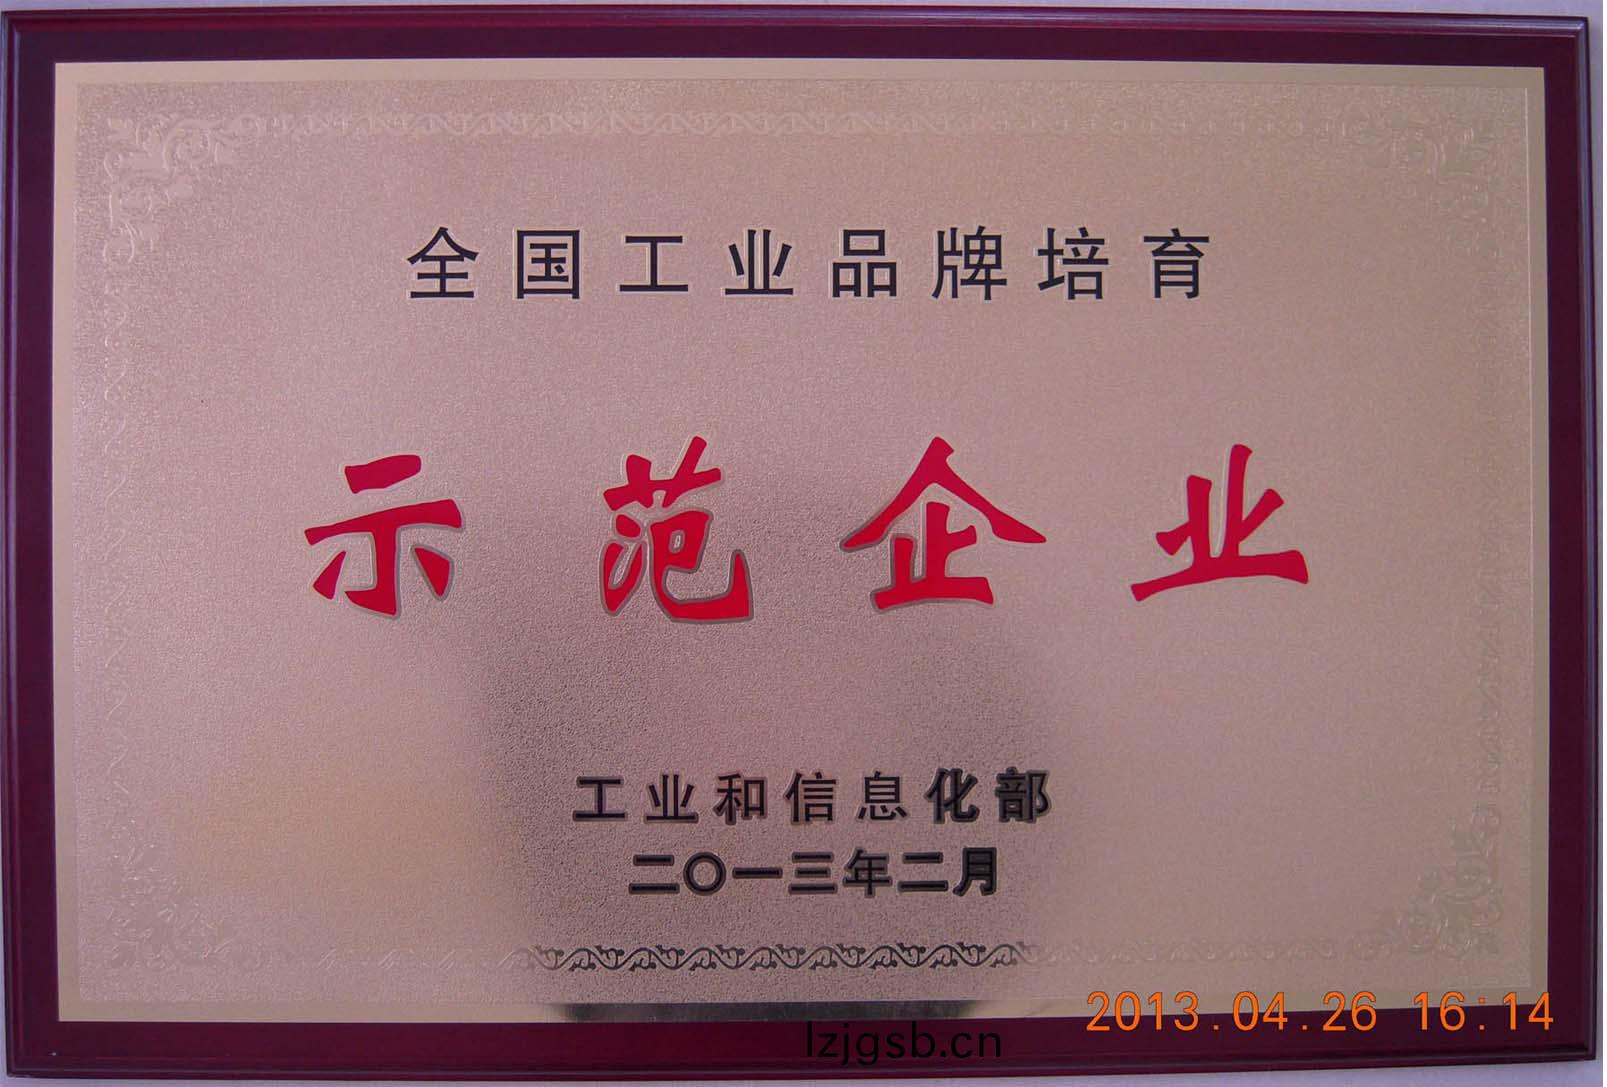 全国工业品牌培育
示范企业
工业和信息化部
二〇一三年二月
2013.04.26 16:14
lzjgsb.cn